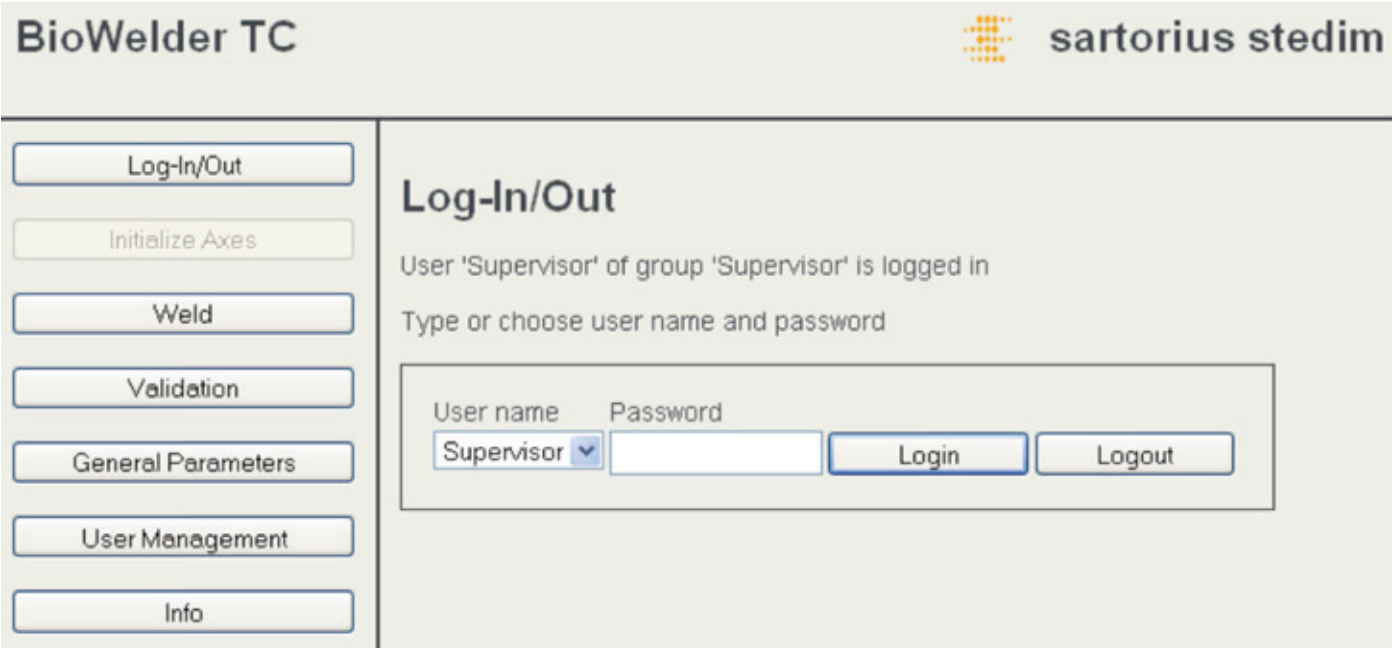 BioWelder TC
sartorius stedim
Log-In/Out
Initialize Axes
Weld
Validation
General Parameters
User Management
Info
Log-In/Out
User 'Supervisor' of group 'Supervisor' is logged in
Type or choose user name and password
User name Password
Supervisor Login Logout